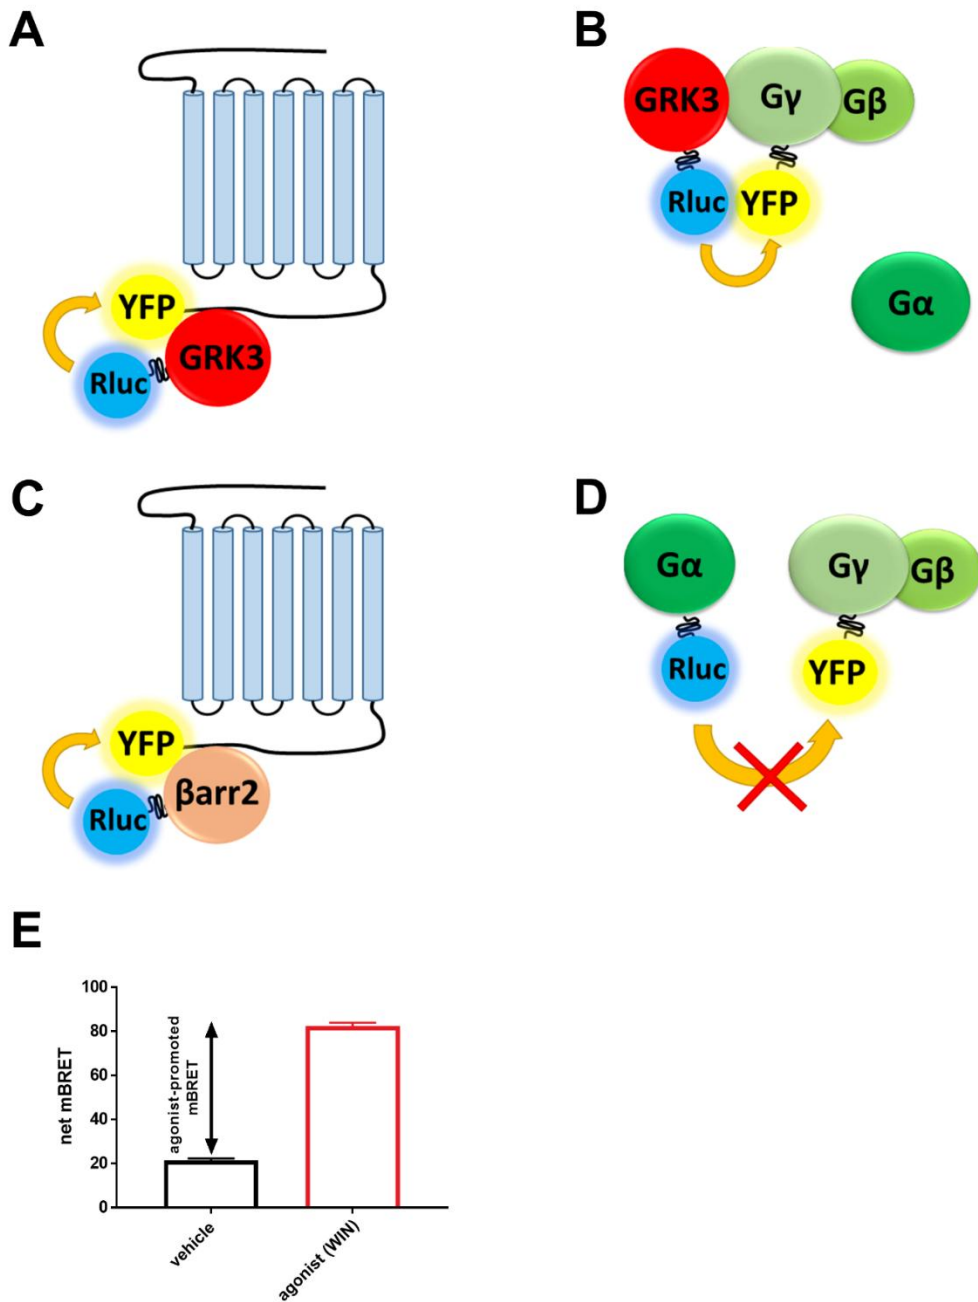 A
YFP
GRK3
Rluc
B
GRK3
Gγ
Gβ
Rluc
YFP
Gα
C
YFP
βarr2
Rluc
D
Gα
Gγ
Gβ
Rluc
YFP
E
net mBRET
100
80
60
40
20
0
agonist-promoted
mBRET
vehicle
agonist (WIN)